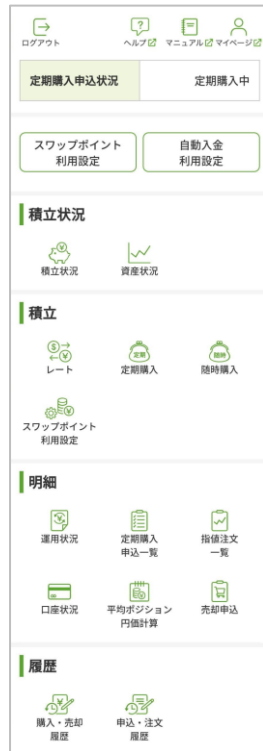 ログアウト ヘルプ マニュアル マイページ
定期購入申込状況 定期購入中
スワップポイント 自動入金
利用設定 利用設定
積立状況
積立状況 資産状況
積立
定期 随時
レート 定期購入 随時購入
スワップポイント
利用設定
明細
運用状況 定期購入 指値注文
申込一覧 一覧
口座状況 平均ポジション 売却申込
円価計算
履歴
購入・売却 申込・注文
履歴 履歴